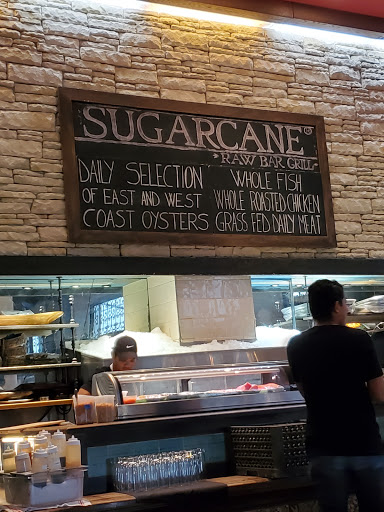 SUGARCANE®
• RAW BAR GRILL •
DAILY SELECTION
OF EAST AND WEST
COAST OYSTERS
WHOLE FISH
WHOLE ROASTED CHICKEN
GRASS FED DAILY MEAT